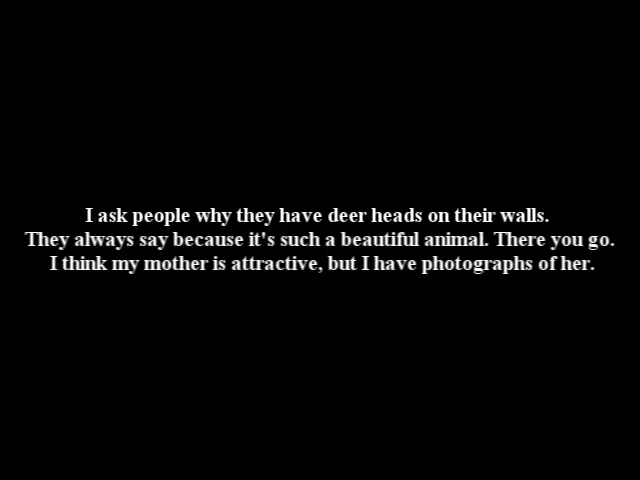 I ask people why they have deer heads on their walls.
They always say because it's such a beautiful animal. There you go.
I think my mother is attractive, but I have photographs of her.